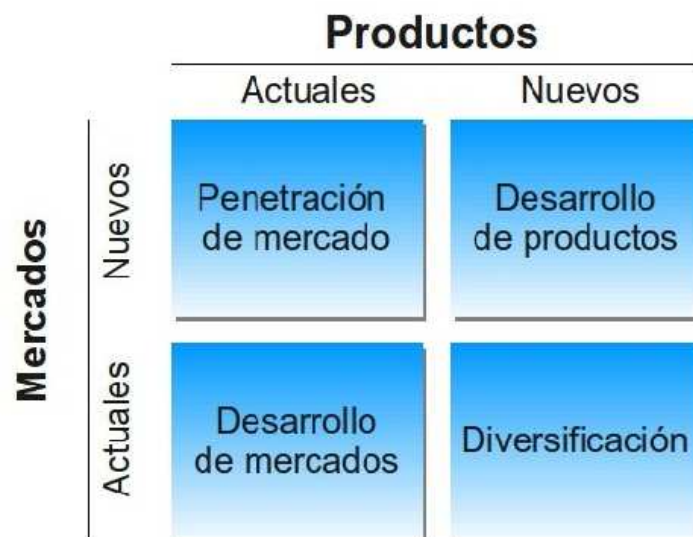 Productos
Actuales
Nuevos
Mercados
Nuevos
Penetración
de mercado
Desarrollo
de productos
Actuales
Desarrollo
de mercados
Diversificación